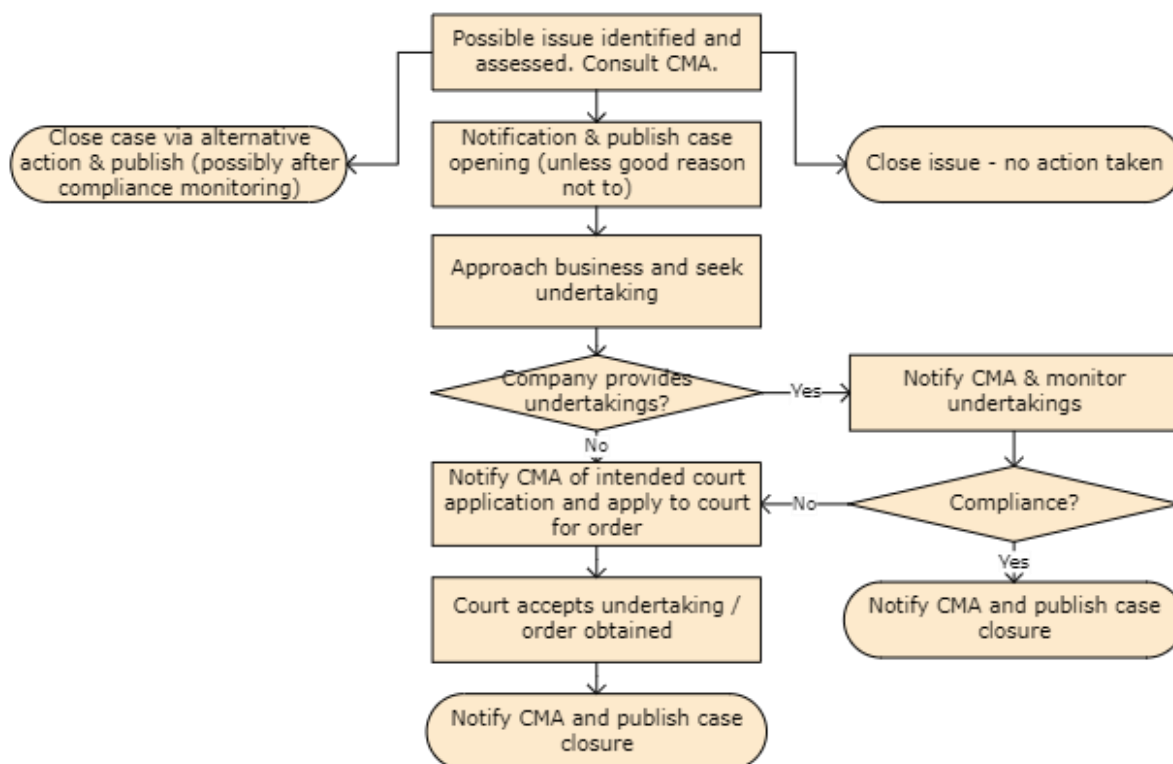 Possible issue identified and
assessed. Consult CMA.
Close case via alternative
action & publish (possibly after
compliance monitoring)
Notification & publish case
opening (unless good reason
not to)
Close issue - no action taken
Approach business and seek
undertaking
Company provides
undertakings?
Yes
Notify CMA & monitor
undertakings
No
Notify CMA of intended court
application and apply to court
for order
No
Compliance?
Yes
Court accepts undertaking /
order obtained
Notify CMA and publish case
closure
Notify CMA and publish case
closure